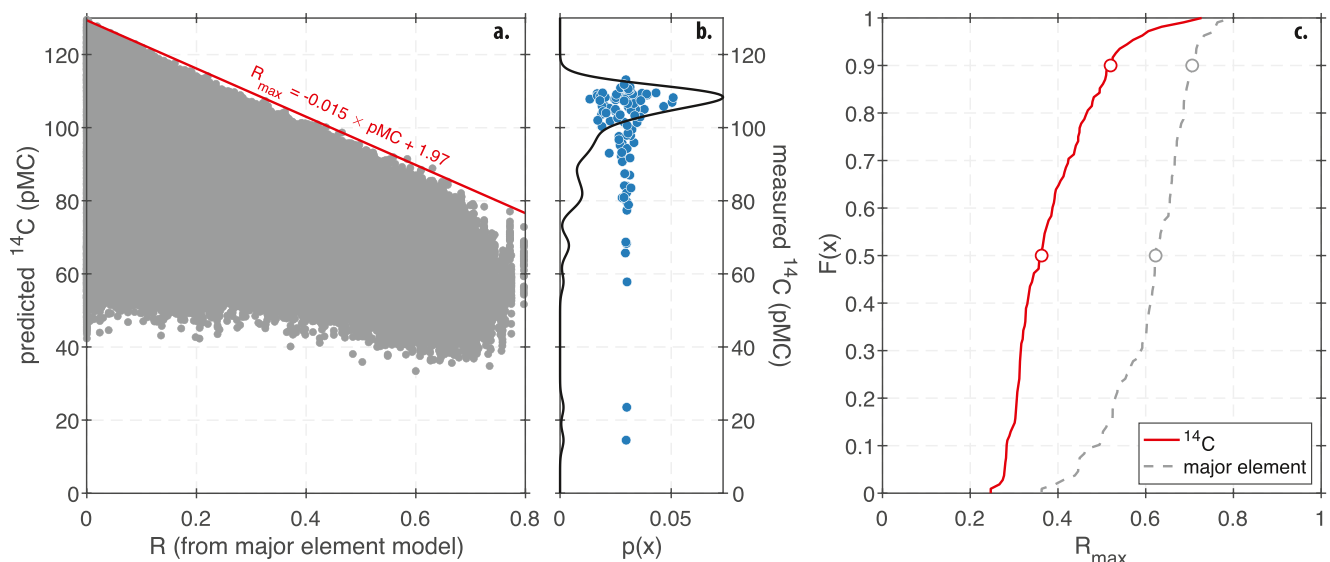 a.
b.
c.
120
100
80
60
40
20
0
predicted ¹⁴C (pMC)
R_max = -0.015 × pMC + 1.97
0 0.2 0.4 0.6 0.8
R (from major element model)
120
100
80
60
40
20
0
measured ¹⁴C (pMC)
0 0.05
p(x)
1
0.9
0.8
0.7
0.6
0.5
0.4
0.3
0.2
0.1
0
F(x)
¹⁴C
major element
0 0.2 0.4 0.6 0.8 1
R_max